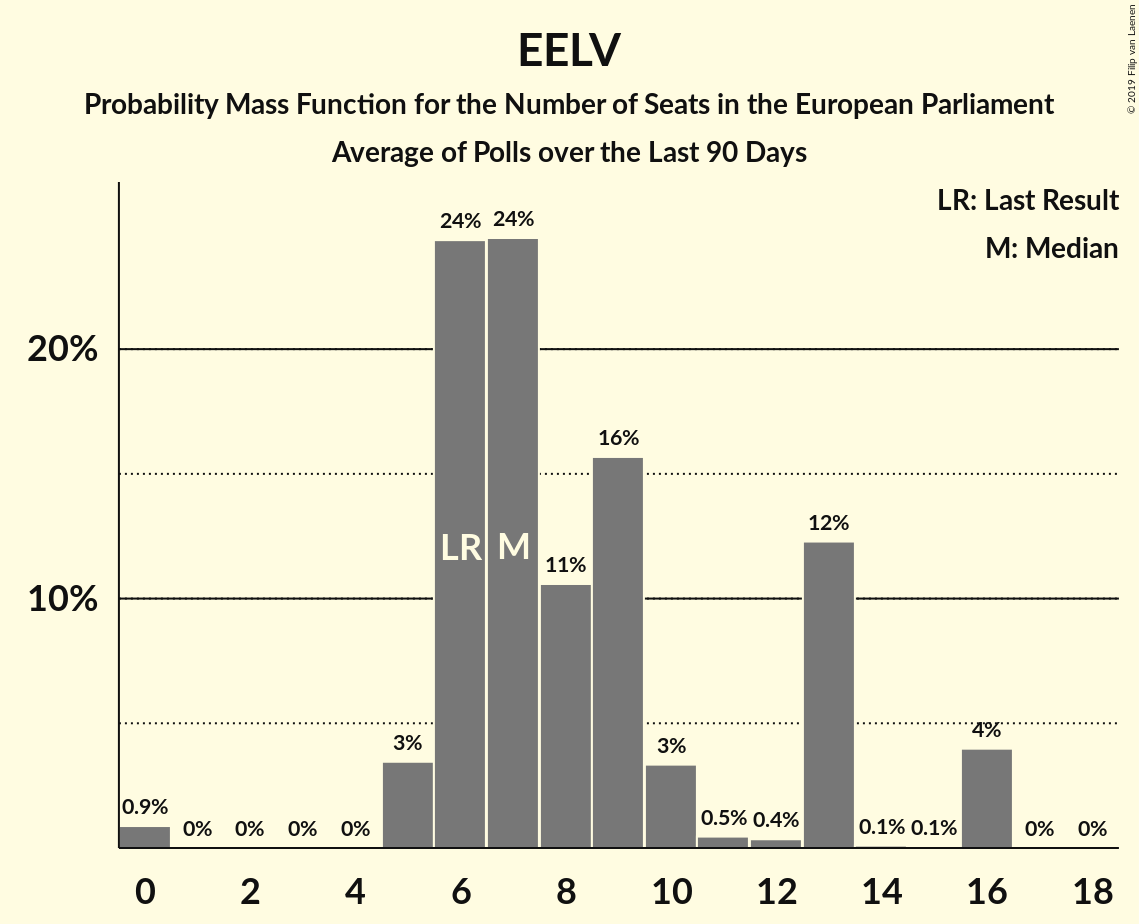 EELV
Probability Mass Function for the Number of Seats in the European Parliament
Average of Polls over the Last 90 Days
© 2019 Filip van Laenen
LR: Last Result
M: Median
24% 24%
20%
16%
12%
LR M
11%
10%
4%
3% 3%
0.9% 0% 0% 0% 0% 0.5% 0.4% 0.1% 0.1% 0% 0%
0 2 4 6 8 10 12 14 16 18